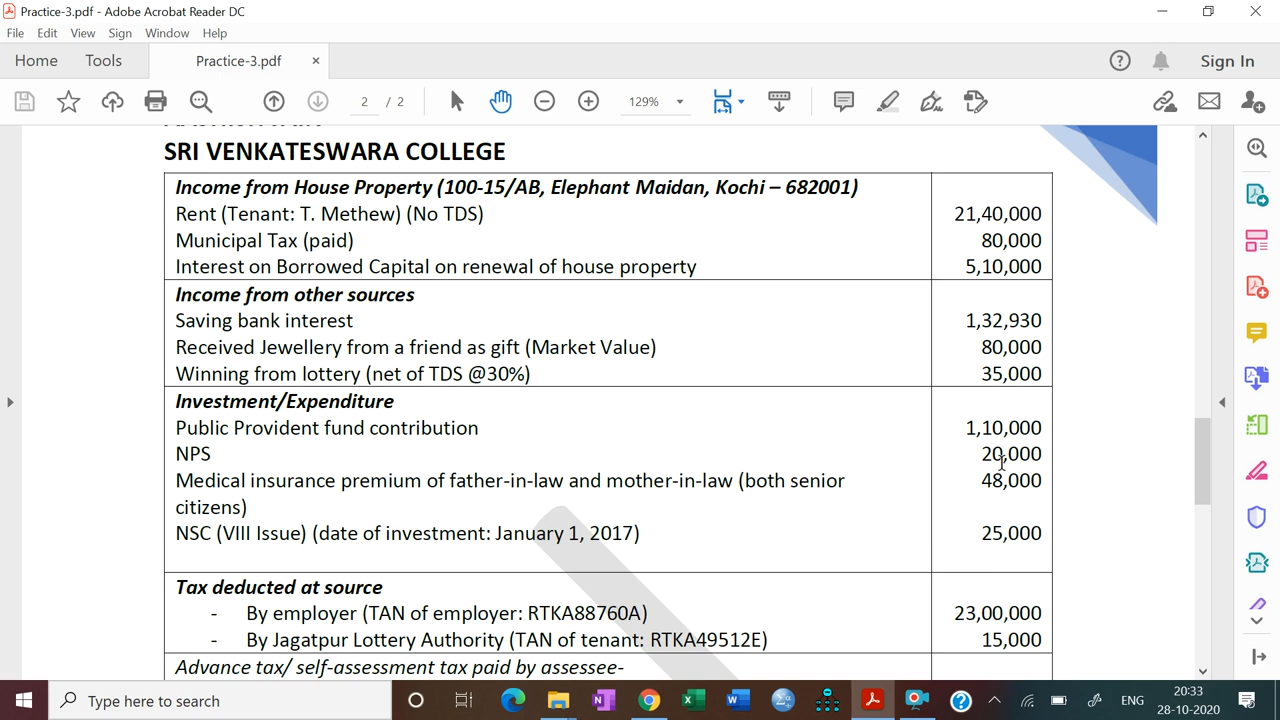 Practice-3.pdf - Adobe Acrobat Reader DC
File Edit View Sign Window Help
Home Tools Practice-3.pdf × Sign In
2 / 2 129%
SRI VENKATESWARA COLLEGE
Income from House Property (100-15/AB, Elephant Maidan, Kochi – 682001)
Rent (Tenant: T. Methew) (No TDS) 21,40,000
Municipal Tax (paid) 80,000
Interest on Borrowed Capital on renewal of house property 5,10,000
Income from other sources
Saving bank interest 1,32,930
Received Jewellery from a friend as gift (Market Value) 80,000
Winning from lottery (net of TDS @30%) 35,000
Investment/Expenditure
Public Provident fund contribution 1,10,000
NPS 20,000
Medical insurance premium of father-in-law and mother-in-law (both senior 48,000
citizens)
NSC (VIII Issue) (date of investment: January 1, 2017) 25,000
Tax deducted at source
- By employer (TAN of employer: RTKA88760A) 23,00,000
- By Jagatpur Lottery Authority (TAN of tenant: RTKA49512E) 15,000
Advance tax/ self-assessment tax paid by assessee-
Type here to search ENG 20:33
28-10-2020